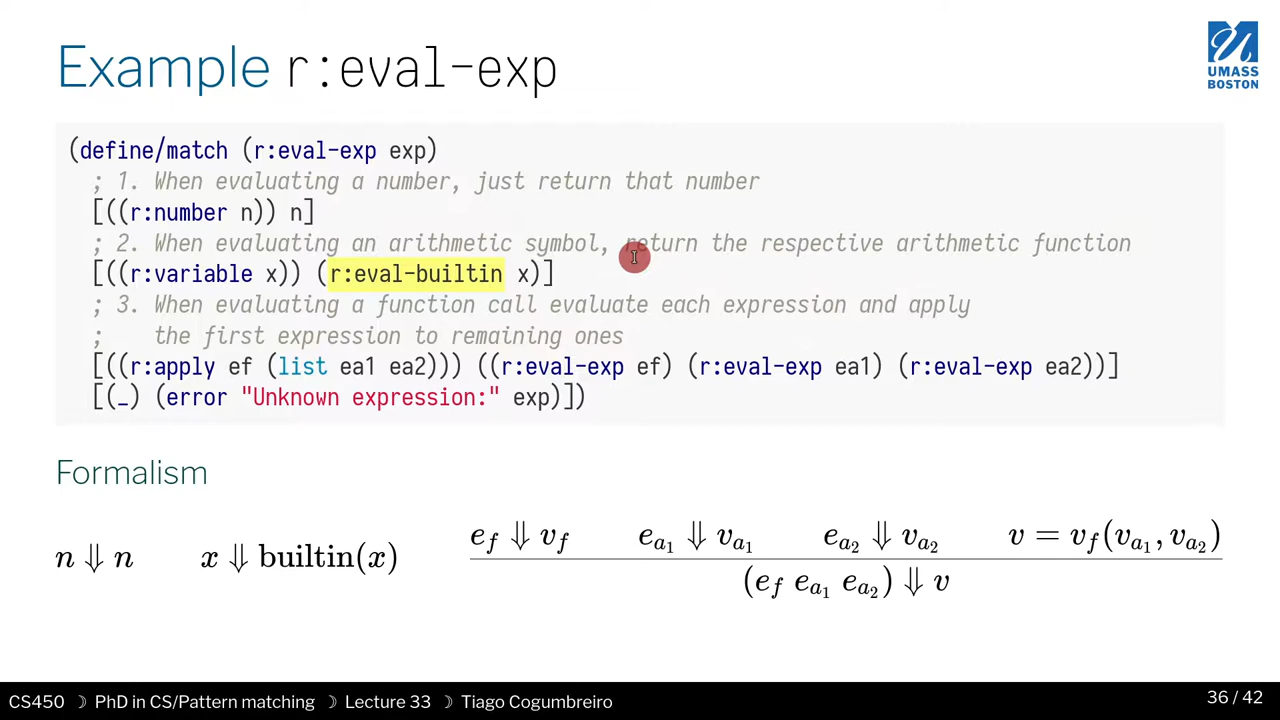 Example r:eval-exp
UMASS
BOSTON
(define/match (r:eval-exp exp)
; 1. When evaluating a number, just return that number
[((r:number n)) n]
; 2. When evaluating an arithmetic symbol, return the respective arithmetic function
[((r:variable x)) (r:eval-builtin x)]
; 3. When evaluating a function call evaluate each expression and apply
;    the first expression to remaining ones
[((r:apply ef (list ea1 ea2))) ((r:eval-exp ef) (r:eval-exp ea1) (r:eval-exp ea2))]
[(_) (error "Unknown expression:" exp)])
Formalism
e_f ⇓ v_f    e_{a_1} ⇓ v_{a_1}    e_{a_2} ⇓ v_{a_2}    v = v_f(v_{a_1}, v_{a_2})
n ⇓ n    x ⇓ builtin(x)
(e_f e_{a_1} e_{a_2}) ⇓ v
CS450 ☽ PhD in CS/Pattern matching ☽ Lecture 33 ☽ Tiago Cogumbreiro
36 / 42